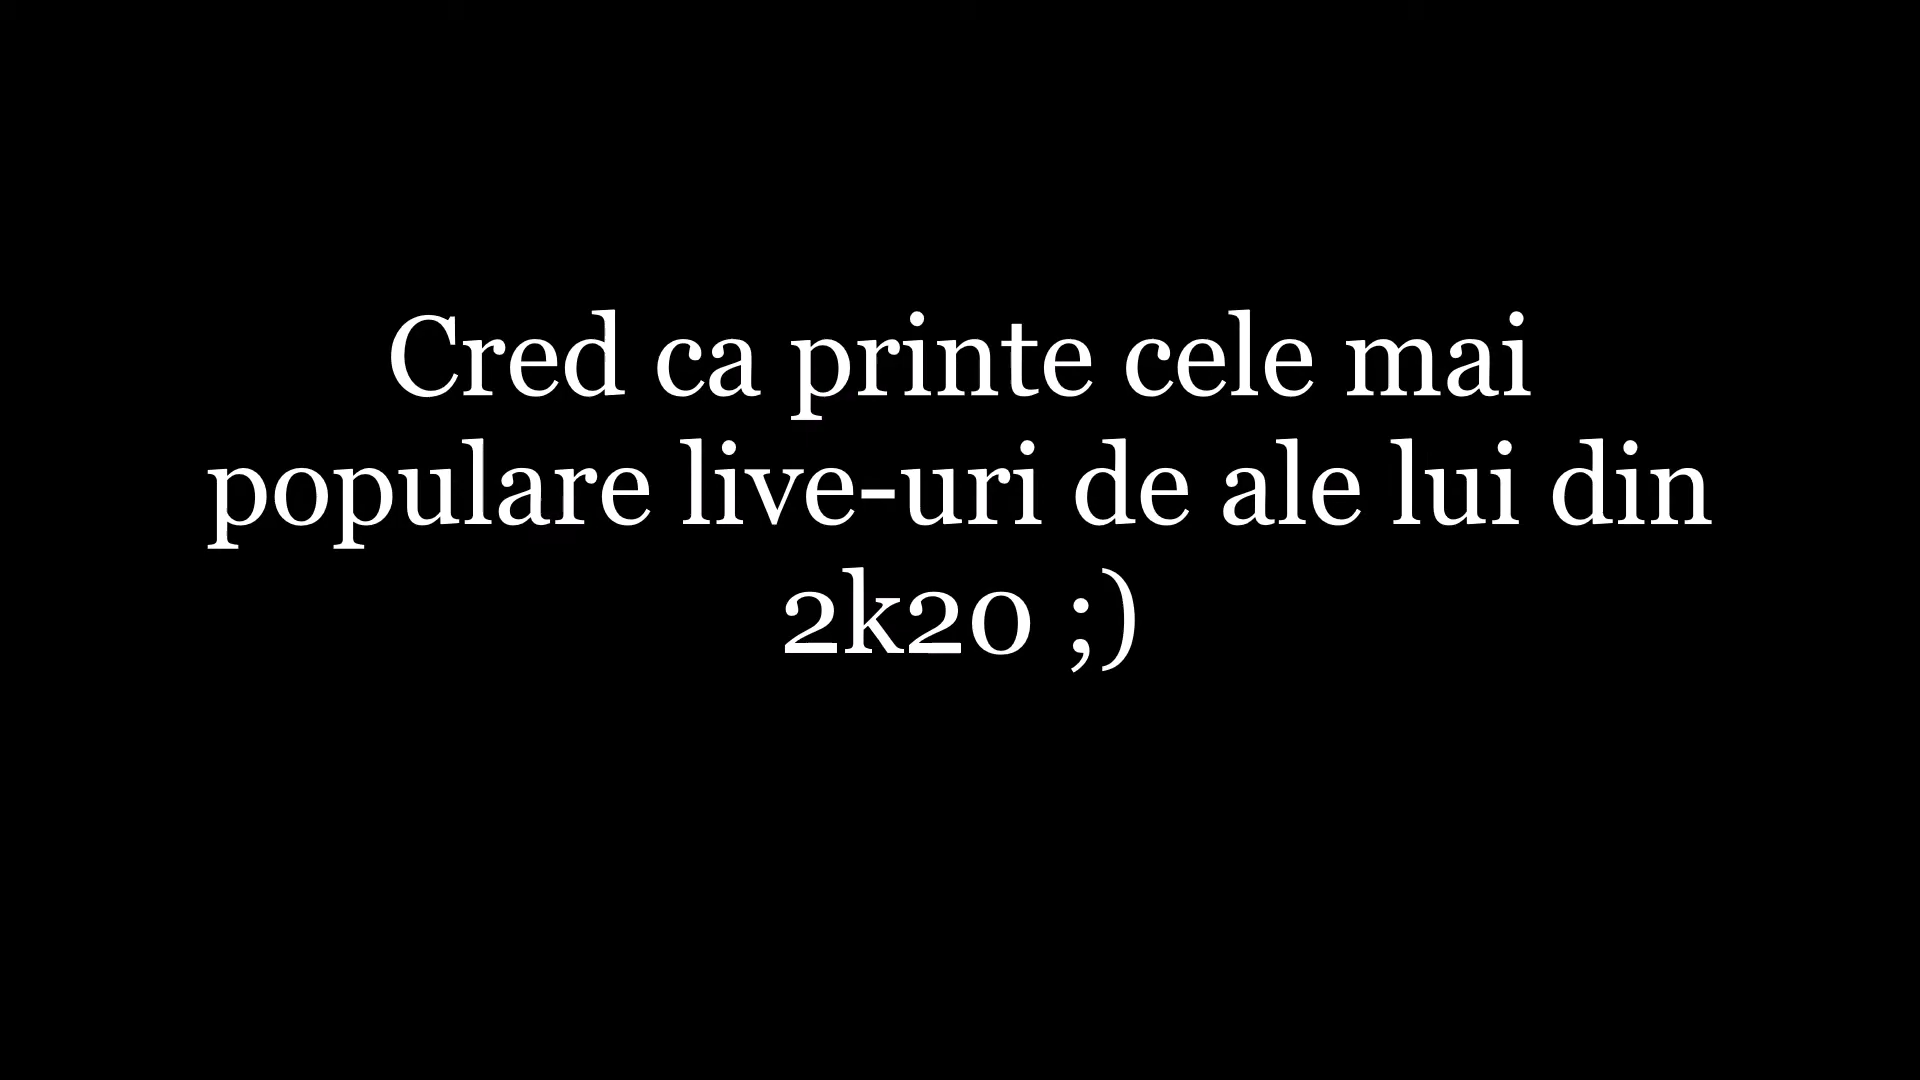 Cred ca printe cele mai
populare live-uri de ale lui din
2k20 ;)